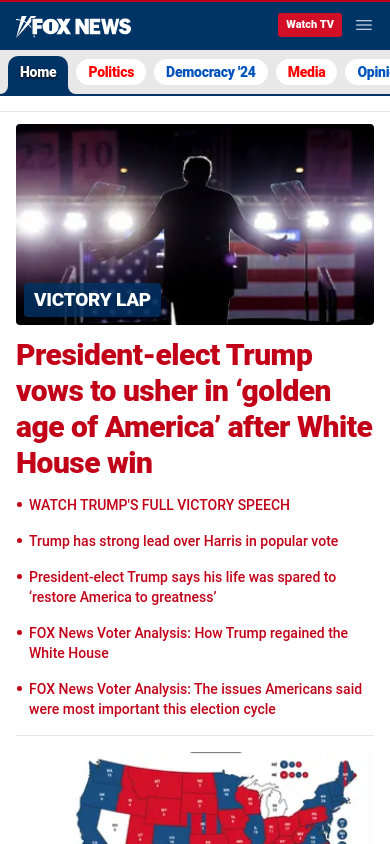 FOX NEWS
Watch TV
Home
Politics
Democracy '24
Media
Opini
22 10
VICTORY LAP
President-elect Trump
vows to usher in ‘golden
age of America’ after White
House win
WATCH TRUMP'S FULL VICTORY SPEECH
Trump has strong lead over Harris in popular vote
President-elect Trump says his life was spared to
‘restore America to greatness’
FOX News Voter Analysis: How Trump regained the
White House
FOX News Voter Analysis: The issues Americans said
were most important this election cycle